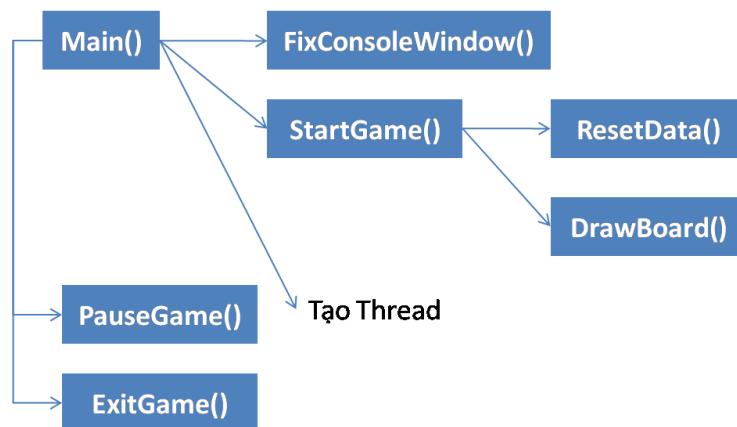 Main()
FixConsoleWindow()
StartGame()
ResetData()
DrawBoard()
PauseGame()
Tạo Thread
ExitGame()